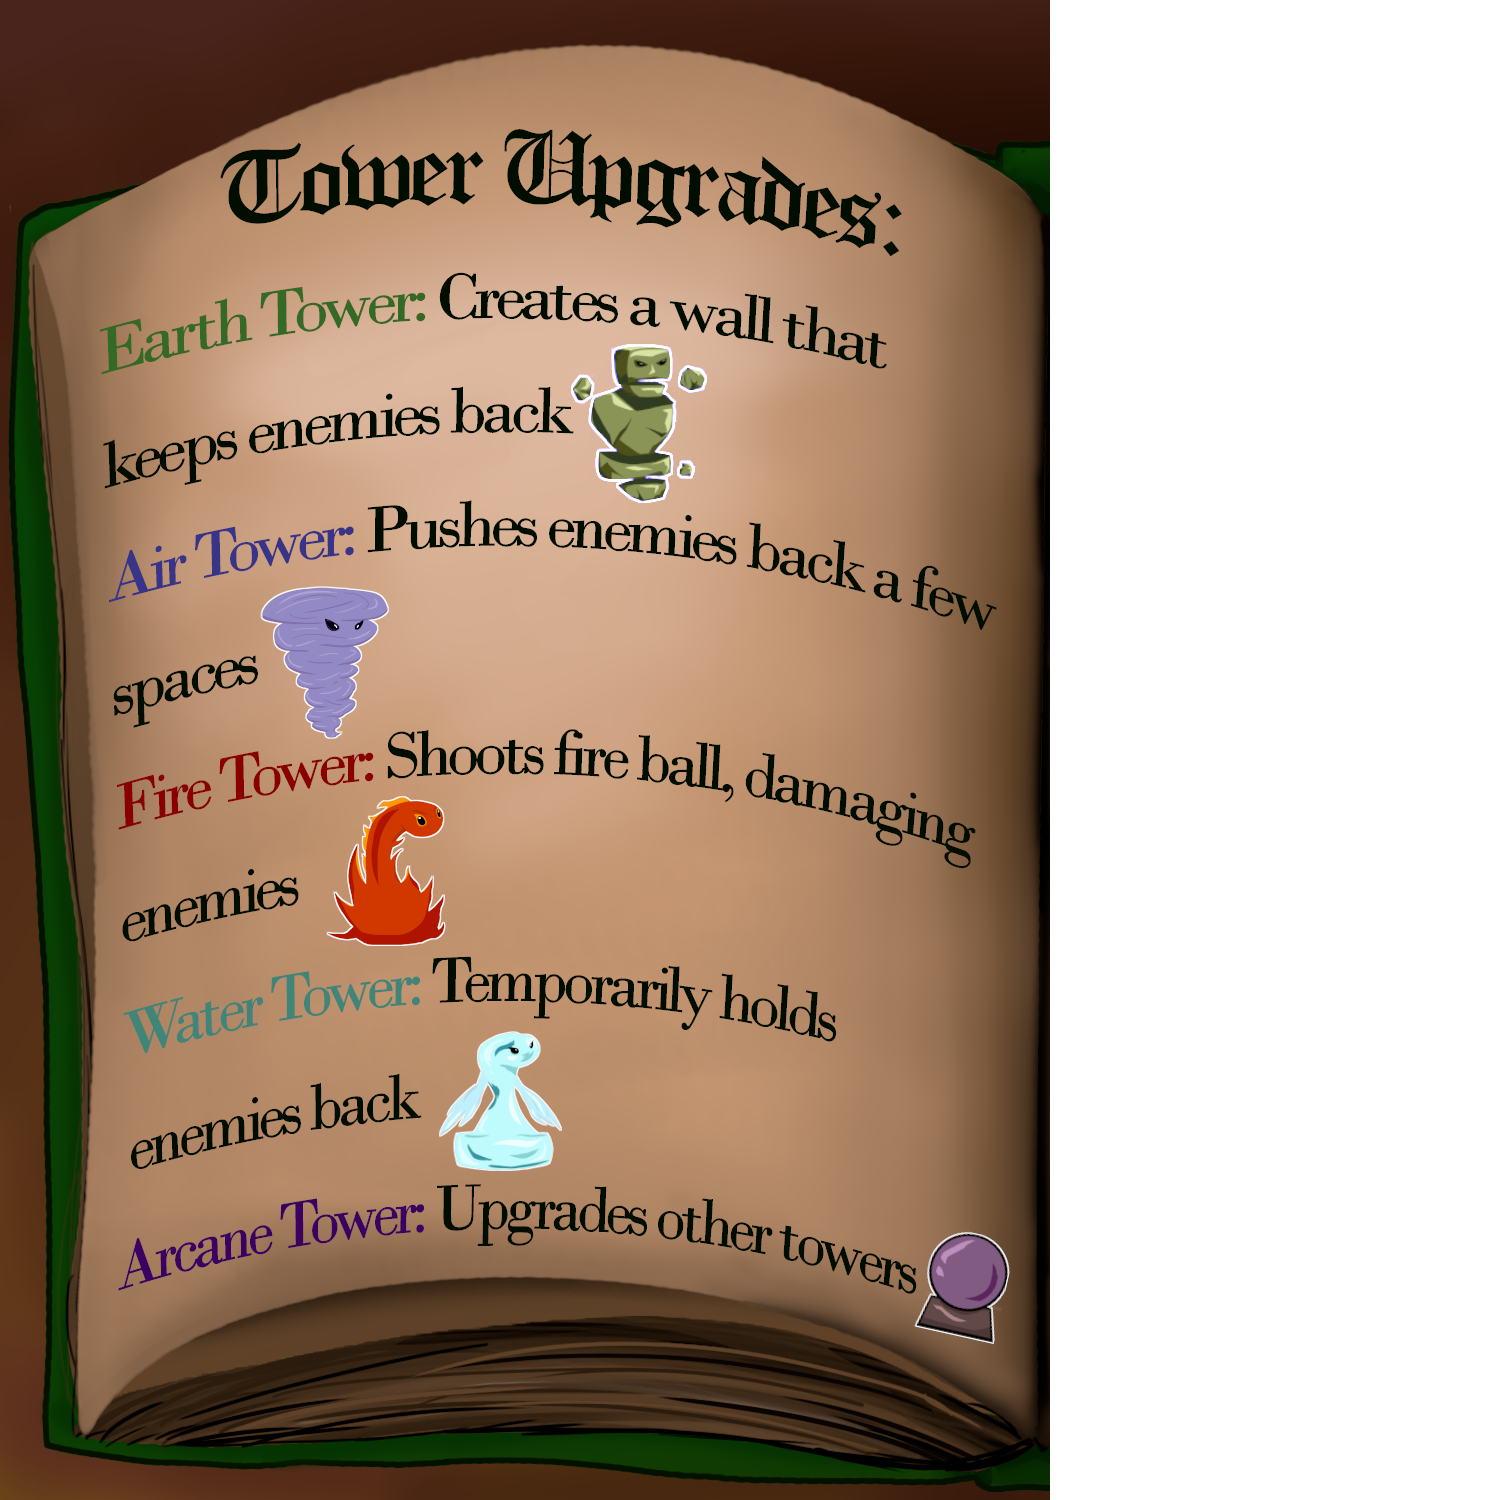 Tower Upgrades:
Earth Tower: Creates a wall that
keeps enemies back
Air Tower: Pushes enemies back a few
spaces
Fire Tower: Shoots fire ball, damaging
enemies
Water Tower: Temporarily holds
enemies back
Arcane Tower: Upgrades other towers